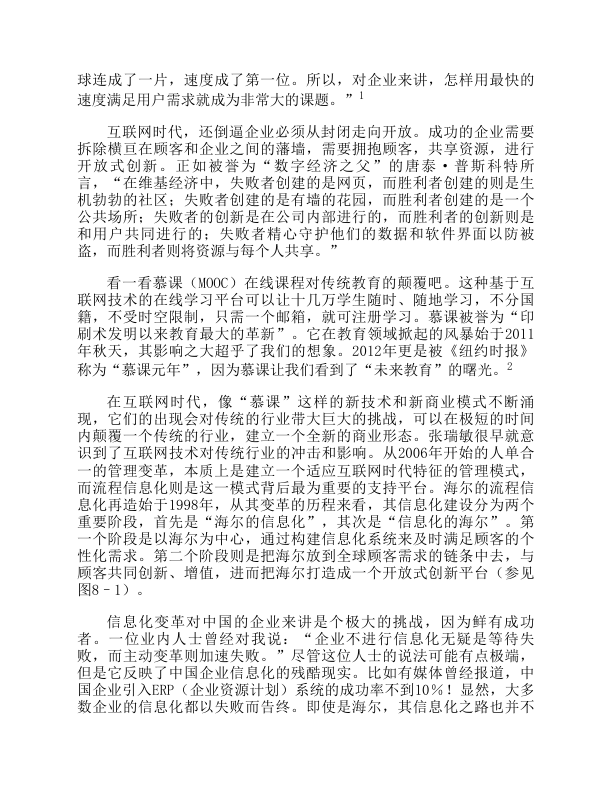 球连成了一片，速度成了第一位。所以，对企业来讲，怎样用最快的
速度满足用户需求就成为非常大的课题。”1
互联网时代，还倒逼企业必须从封闭走向开放。成功的企业需要
拆除横亘在顾客和企业之间的藩墙，需要拥抱顾客，共享资源，进行
开放式创新。正如被誉为“数字经济之父”的唐泰·普斯科特所
言，“在维基经济中，失败者创建的是网页，而胜利者创建的则是生
机勃勃的社区；失败者创建的是有墙的花园，而胜利者创建的是一个
公共场所；失败者的创新是在公司内部进行的，而胜利者的创新则是
和用户共同进行的；失败者精心守护他们的数据和软件界面以防被
盗，而胜利者则将资源与每个人共享。”
看一看慕课（MOOC）在线课程对传统教育的颠覆吧。这种基于互
联网技术的在线学习平台可以让十几万学生随时、随地学习，不分国
籍，不受时空限制，只需一个邮箱，就可注册学习。慕课被誉为“印
刷术发明以来教育最大的革新”。它在教育领域掀起的风暴始于2011
年秋天，其影响之大超乎了我们的想象。2012年更是被《纽约时报》
称为“慕课元年”，因为慕课让我们看到了“未来教育”的曙光。2
在互联网时代，像“慕课”这样的新技术和新商业模式不断涌
现，它们的出现会对传统的行业带大巨大的挑战，可以在极短的时间
内颠覆一个传统的行业，建立一个全新的商业形态。张瑞敏很早就意
识到了互联网技术对传统行业的冲击和影响。从2006年开始的人单合
一的管理变革，本质上是建立一个适应互联网时代特征的管理模式，
而流程信息化则是这一模式背后最为重要的支持平台。海尔的流程信
息化再造始于1998年，从其变革的历程来看，其信息化建设分为两个
重要阶段，首先是“海尔的信息化”，其次是“信息化的海尔”。第
一个阶段是以海尔为中心，通过构建信息化系统来及时满足顾客的个
性化需求。第二个阶段则是把海尔放到全球顾客需求的链条中去，与
顾客共同创新、增值，进而把海尔打造成一个开放式创新平台（参见
图8–1）。
信息化变革对中国的企业来讲是个极大的挑战，因为鲜有成功
者。一位业内人士曾经对我说：“企业不进行信息化无疑是等待失
败，而主动变革则加速失败。”尽管这位人士的说法可能有点极端，
但是它反映了中国企业信息化的残酷现实。比如有媒体曾经报道，中
国企业引入ERP（企业资源计划）系统的成功率不到10%！显然，大多
数企业的信息化都以失败而告终。即使是海尔，其信息化之路也并不